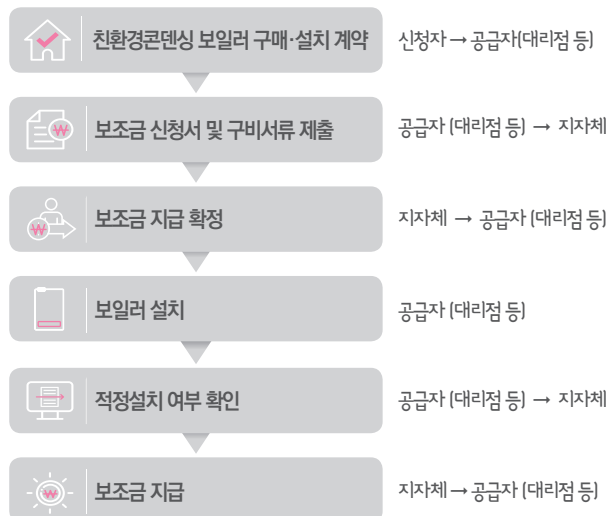 친환경콘덴싱 보일러 구매·설치 계약 신청자 → 공급자(대리점 등)
보조금 신청서 및 구비서류 제출 공급자 (대리점 등) → 지자체
보조금 지급 확정 지자체 → 공급자 (대리점 등)
보일러 설치 공급자 (대리점 등)
적정설치 여부 확인 공급자 (대리점 등) → 지자체
보조금 지급 지자체 → 공급자 (대리점 등)